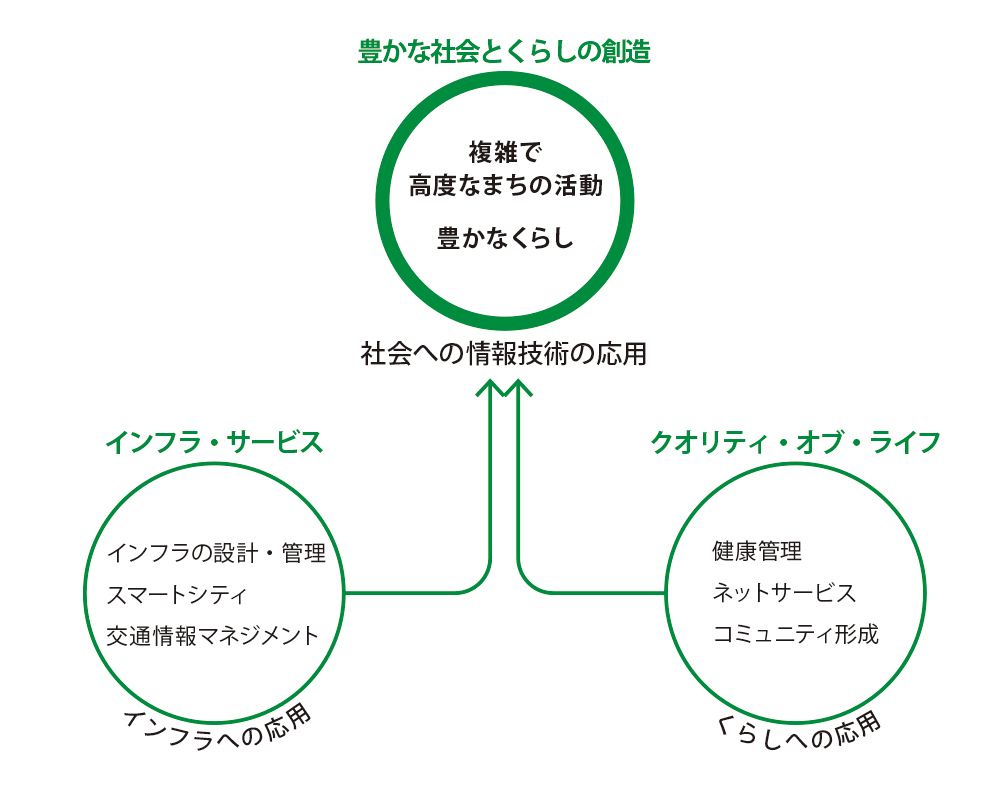 豊かな社会とくらしの創造
複雑で
高度なまちの活動
豊かなくらし
社会への情報技術の応用
インフラ・サービス
インフラの設計・管理
スマートシティ
交通情報マネジメント
インフラへの応用
クオリティ・オブ・ライフ
健康管理
ネットサービス
コミュニティ形成
くらしへの応用